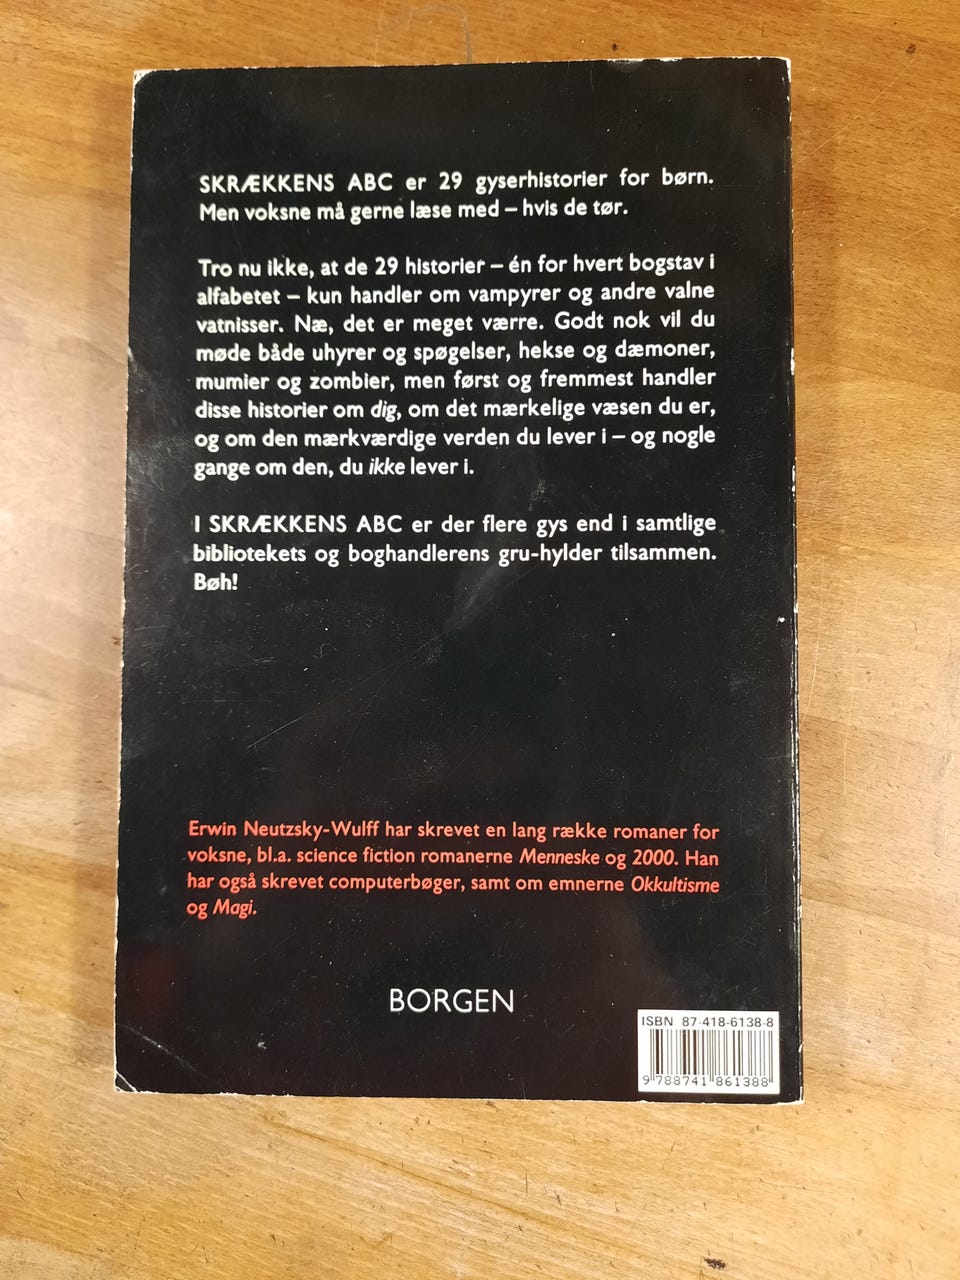 SKRÆKKENS ABC er 29 gyserhistorier for børn.
Men voksne må gerne læse med – hvis de tør.
Tro nu ikke, at de 29 historier – én for hvert bogstav i
alfabetet – kun handler om vampyrer og andre valne
vatnisser. Næ, det er meget værre. Godt nok vil du
møde både uhyrer og spøgelser, hekse og dæmoner,
mumier og zombier, men først og fremmest handler
disse historier om dig, om det mærkelige væsen du er,
og om den mærkværdige verden du lever i – og nogle
gange om den, du ikke lever i.
I SKRÆKKENS ABC er der flere gys end i samtlige
bibliotekets og boghandlerens gru-hylder tilsammen.
Bøh!
Erwin Neutzsky-Wulff har skrevet en lang række romaner for
voksne, bl.a. science fiction romanerne Menneske og 2000. Han
har også skrevet computerbøger, samt om emnerne Okkultisme
og Magi.
BORGEN
ISBN 87-418-6138-8
9 788741 861388